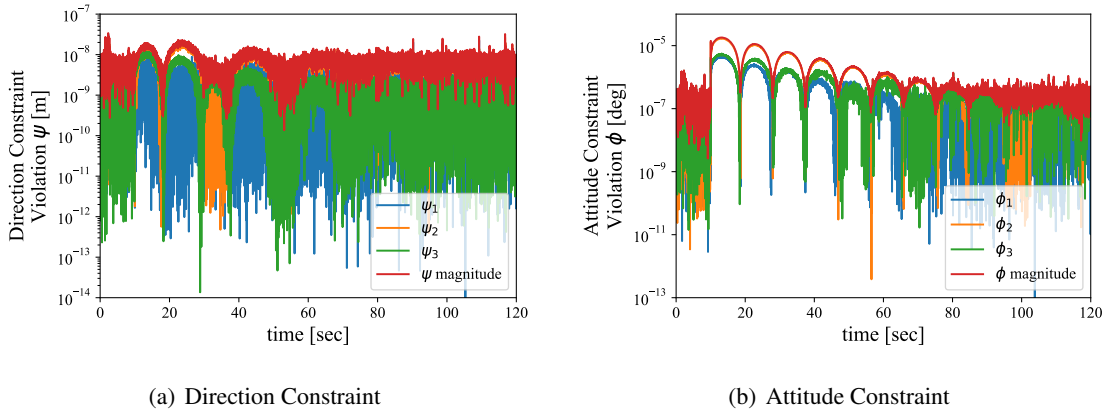 Direction Constraint
Violation ψ [m]
10⁻⁷
10⁻⁸
10⁻⁹
10⁻¹⁰
10⁻¹¹
10⁻¹²
10⁻¹³
10⁻¹⁴
ψ₁
ψ₂
ψ₃
ψ magnitude
0 20 40 60 80 100 120
time [sec]
(a) Direction Constraint
Attitude Constraint
Violation ϕ [deg]
10⁻⁵
10⁻⁷
10⁻⁹
10⁻¹¹
10⁻¹³
ϕ₁
ϕ₂
ϕ₃
ϕ magnitude
0 20 40 60 80 100 120
time [sec]
(b) Attitude Constraint